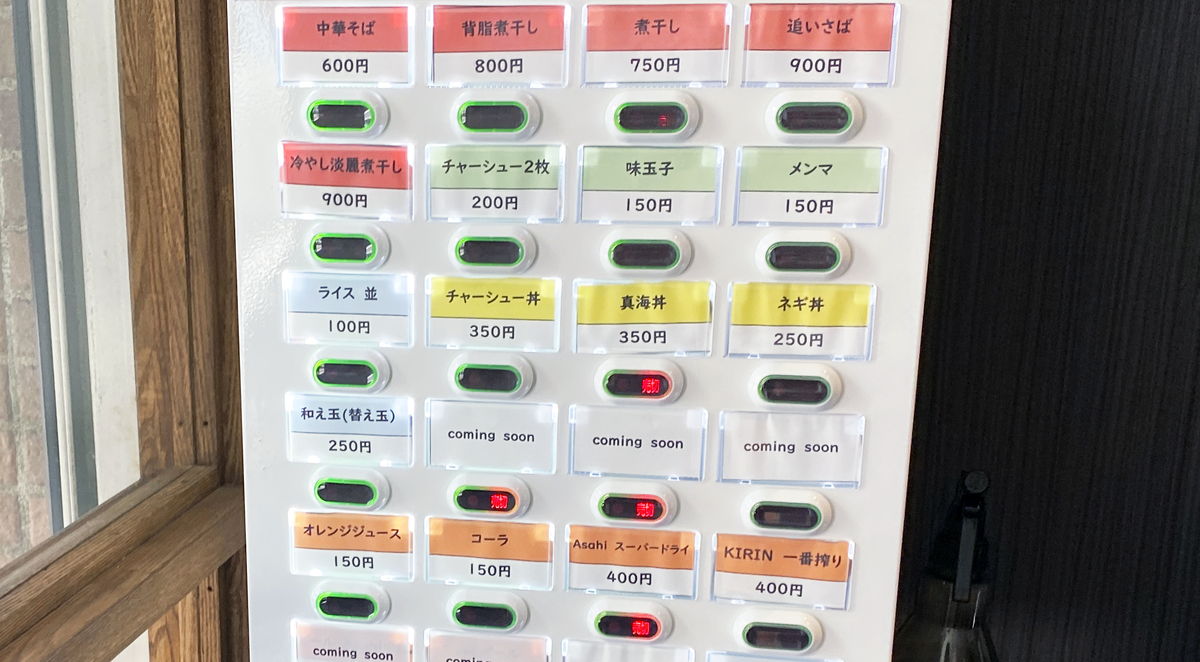 中華そば
600円
背脂煮干し
800円
煮干し
750円
追いさば
900円
冷やし淡麗煮干し
900円
チャーシュー2枚
200円
味玉子
150円
メンマ
150円
ライス 並
100円
チャーシュー丼
350円
真海丼
350円
ネギ丼
250円
売切
和え玉(替え玉)
250円
coming soon
coming soon
coming soon
売切
売切
オレンジジュース
150円
コーラ
150円
Asahi スーパードライ
400円
KIRIN 一番搾り
400円
売切
coming soon